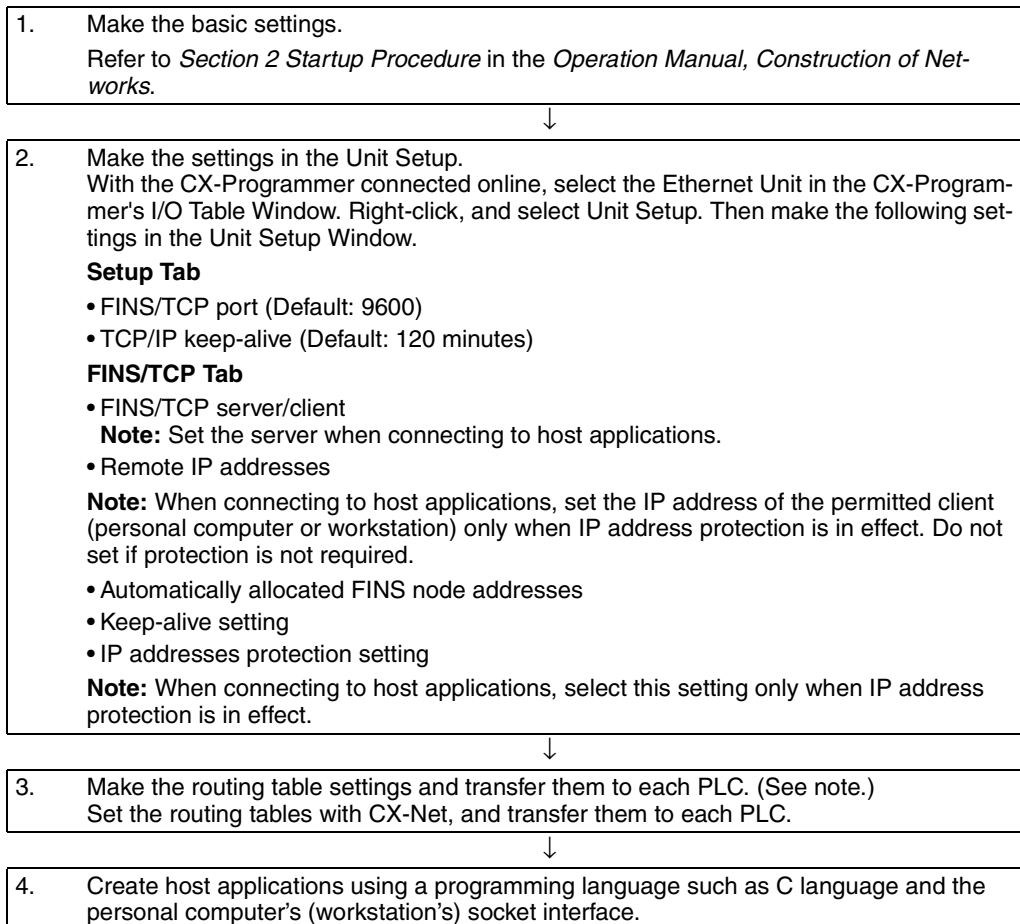 1. Make the basic settings.
Refer to Section 2 Startup Procedure in the Operation Manual, Construction of Net-
works.
↓
2. Make the settings in the Unit Setup.
With the CX-Programmer connected online, select the Ethernet Unit in the CX-Program-
mer's I/O Table Window. Right-click, and select Unit Setup. Then make the following set-
tings in the Unit Setup Window.
Setup Tab
• FINS/TCP port (Default: 9600)
• TCP/IP keep-alive (Default: 120 minutes)
FINS/TCP Tab
• FINS/TCP server/client
Note: Set the server when connecting to host applications.
• Remote IP addresses
Note: When connecting to host applications, set the IP address of the permitted client
(personal computer or workstation) only when IP address protection is in effect. Do not
set if protection is not required.
• Automatically allocated FINS node addresses
• Keep-alive setting
• IP addresses protection setting
Note: When connecting to host applications, select this setting only when IP address
protection is in effect.
↓
3. Make the routing table settings and transfer them to each PLC. (See note.)
Set the routing tables with CX-Net, and transfer them to each PLC.
↓
4. Create host applications using a programming language such as C language and the
personal computer's (workstation's) socket interface.